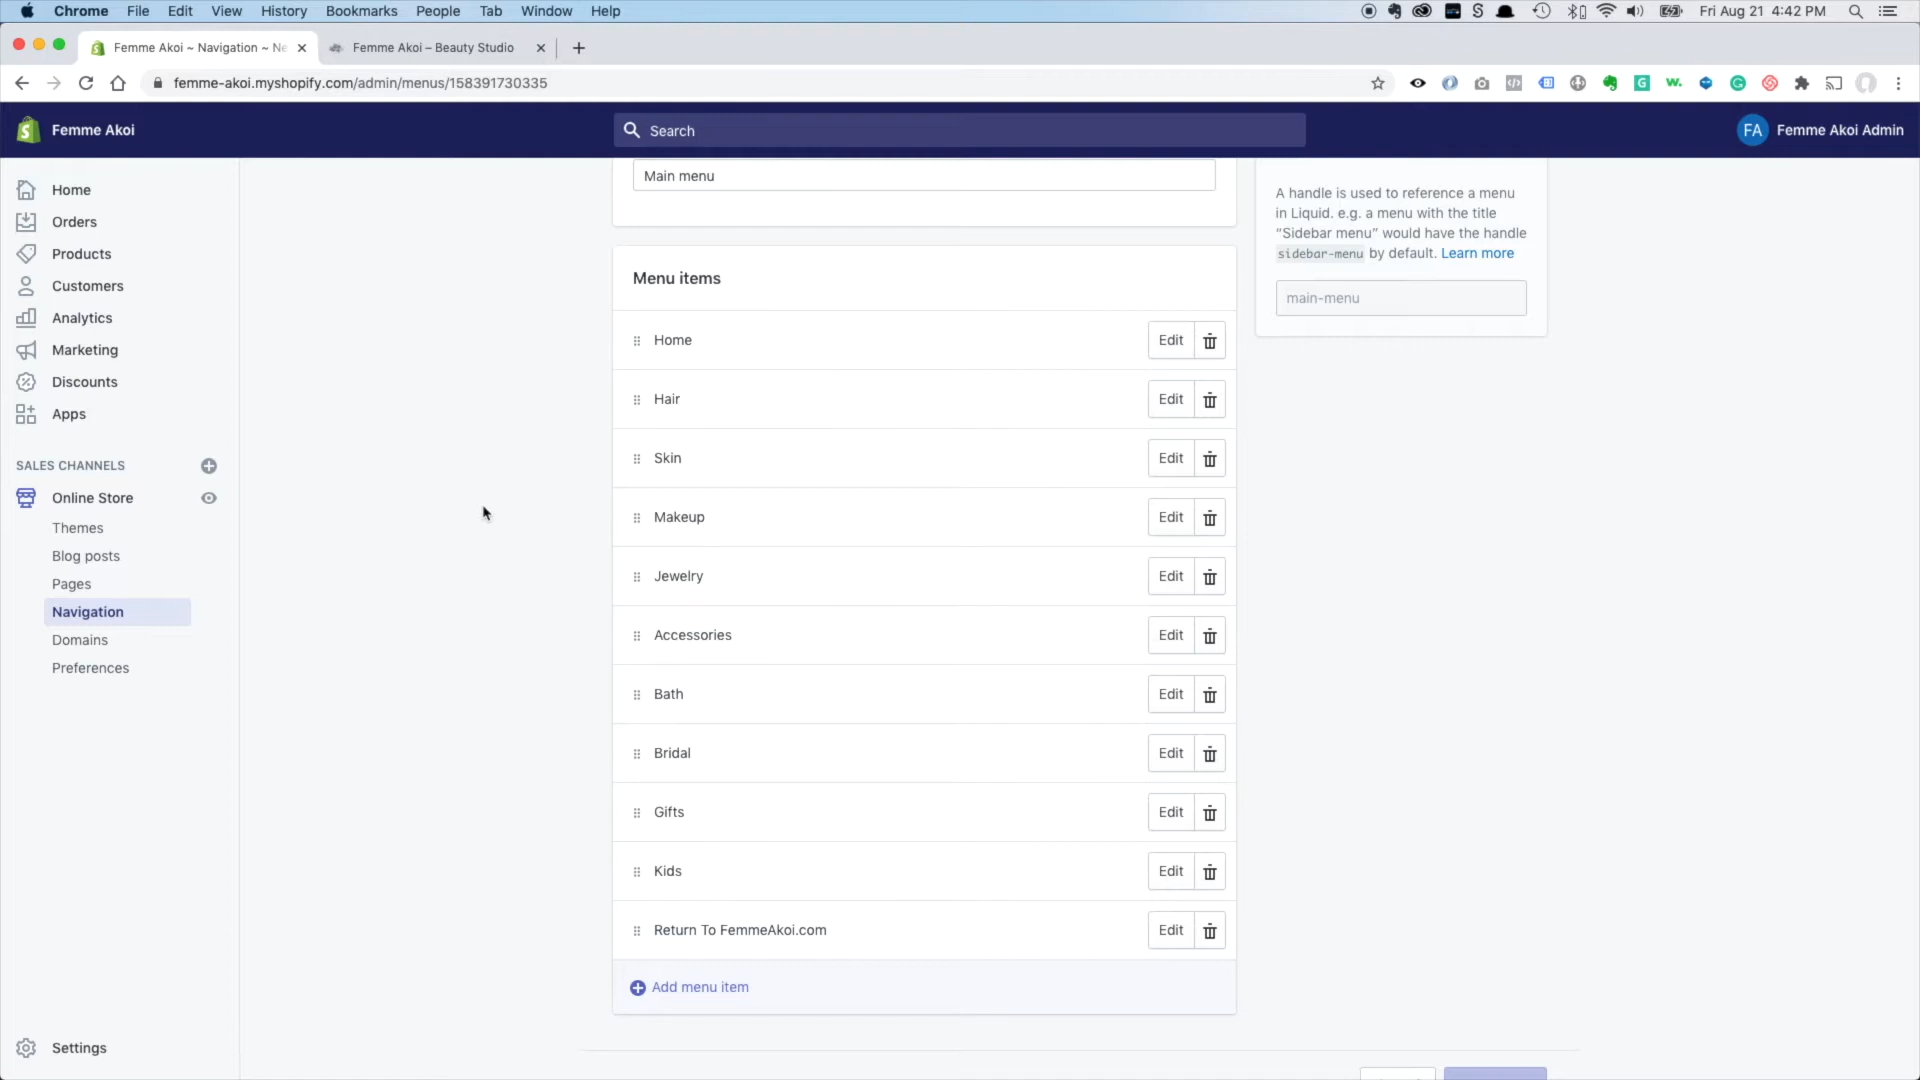 Chrome File Edit View History Bookmarks People Tab Window Help
Fri Aug 21 4:42 PM
Femme Akoi ~ Navigation ~ Ne
Femme Akoi – Beauty Studio
femme-akoi.myshopify.com/admin/menus/158391730335
Femme Akoi
Search
FA Femme Akoi Admin
Home
Orders
Products
Customers
Analytics
Marketing
Discounts
Apps
SALES CHANNELS
Online Store
Themes
Blog posts
Pages
Navigation
Domains
Preferences
Settings
Main menu
Menu items
Home Edit
Hair Edit
Skin Edit
Makeup Edit
Jewelry Edit
Accessories Edit
Bath Edit
Bridal Edit
Gifts Edit
Kids Edit
Return To FemmeAkoi.com Edit
Add menu item
A handle is used to reference a menu
in Liquid. e.g. a menu with the title
“Sidebar menu” would have the handle
sidebar-menu by default. Learn more
main-menu